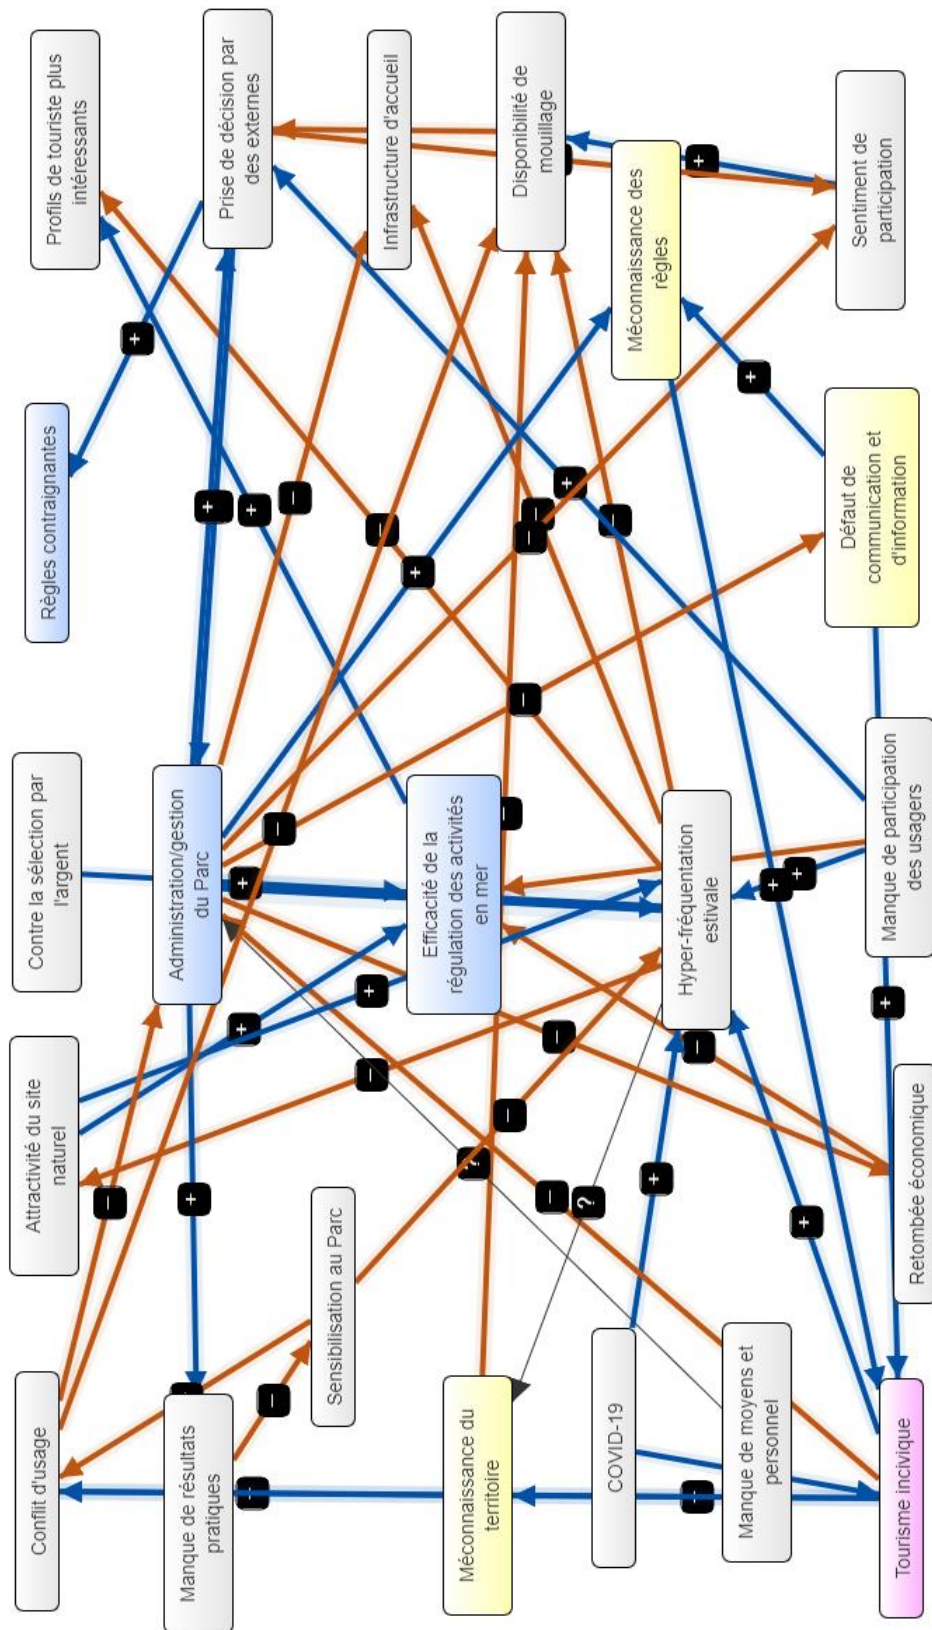 Conflit d'usage
Attractivité du site
naturel
Contre la sélection par
l'argent
Règles contraignantes
Profils de touriste plus
intéressants
Manque de résultats
pratiques
Administration/gestion
du Parc
Prise de décision par
des externes
Sensibilisation au Parc
Infrastructure d'accueil
Méconnaissance du
territoire
Efficacité de la
régulation des activités
en mer
Disponibilité de
mouillage
COVID-19
Hyper-fréquentation
estivale
Méconnaissance des
règles
Manque de moyens et
personnel
Tourisme incivique
Retombée économique
Manque de participation
des usagers
Défaut de
communication et
d'information
Sentiment de
participation